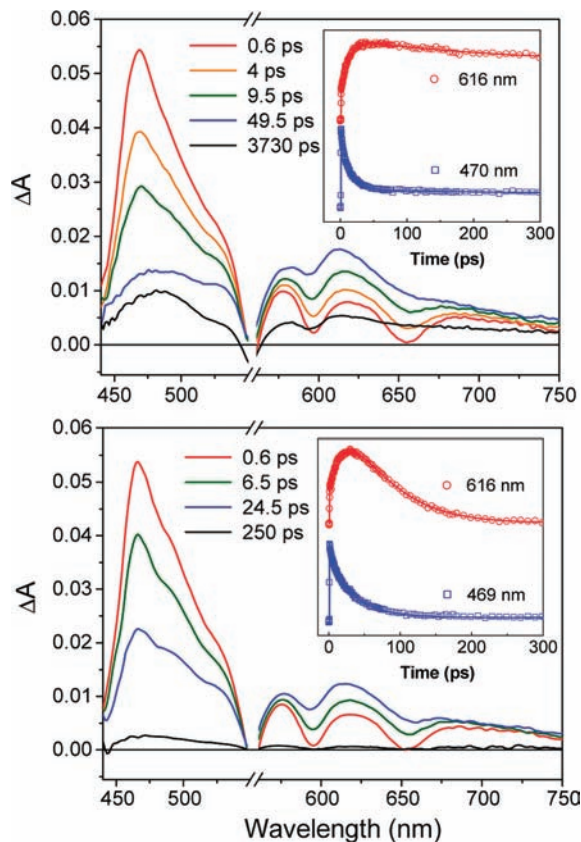 0.06
0.05
0.04
0.03
0.02
0.01
0.00
ΔA
0.6 ps
4 ps
9.5 ps
49.5 ps
3730 ps
616 nm
470 nm
0 100 200 300
Time (ps)
450 500 600 650 700 750
0.06
0.05
0.04
0.03
0.02
0.01
0.00
ΔA
0.6 ps
6.5 ps
24.5 ps
250 ps
616 nm
469 nm
0 100 200 300
Time (ps)
450 500 600 650 700 750
Wavelength (nm)